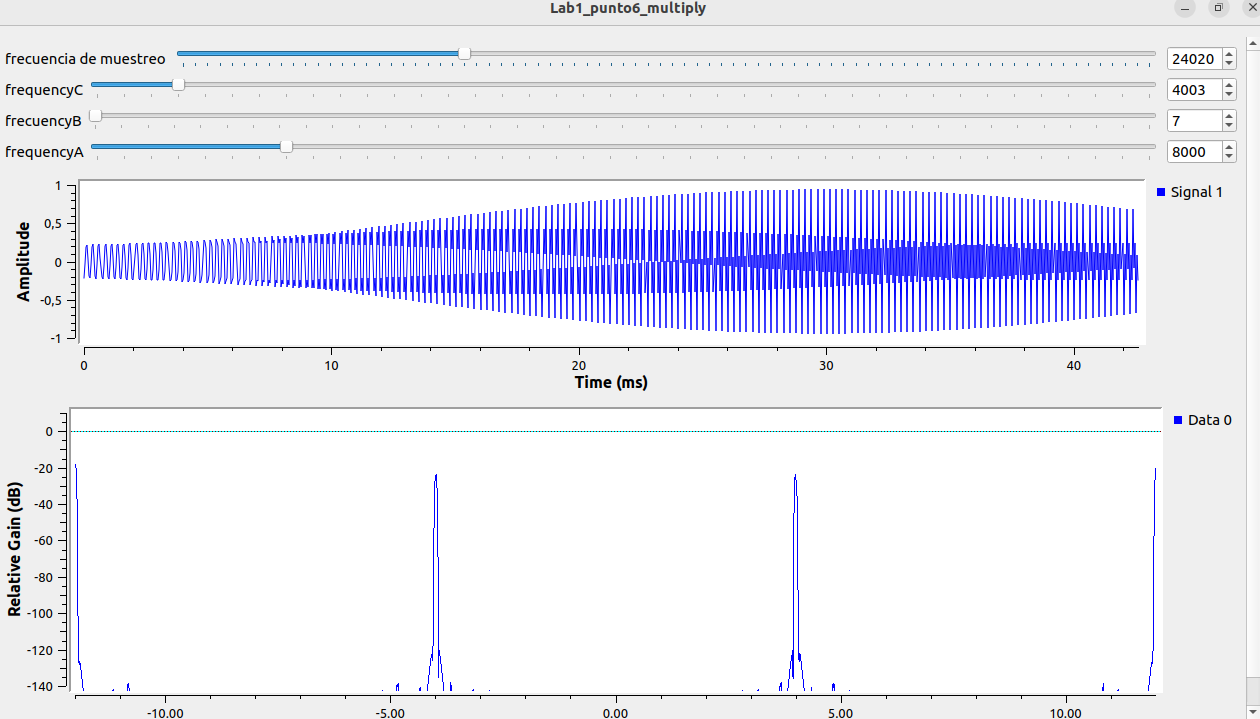 Lab1_punto6_multiply
frecuencia de muestreo 24020
frequencyC 4003
frecuencyB 7
frequencyA 8000
Signal 1
1
0,5
0
-0,5
-1
Amplitude
0 10 20 30 40
Time (ms)
Data 0
0
-20
-40
-60
-80
-100
-120
-140
Relative Gain (dB)
-10.00 -5.00 0.00 5.00 10.00